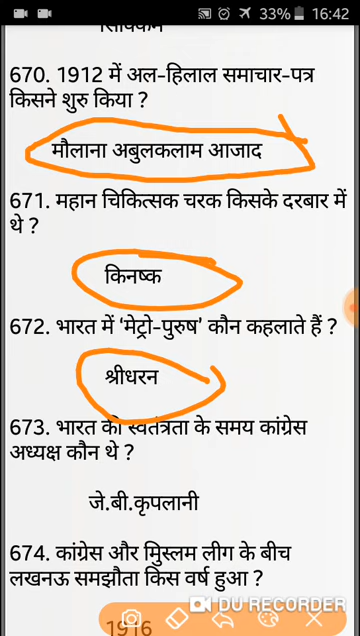 33% 16:42
सिक्किम
670. 1912 में अल-हिलाल समाचार-पत्र
किसने शुरु किया ?
मौलाना अबुलकलाम आजाद
671. महान चिकित्सक चरक किसके दरबार में
थे ?
किनष्क
672. भारत में ‘मेट्रो-पुरुष’ कौन कहलाते हैं ?
श्रीधरन
673. भारत की स्वतंत्रता के समय कांग्रेस
अध्यक्ष कौन थे ?
जे.बी.कृपलानी
674. कांग्रेस और मुिस्लम लीग के बीच
लखनऊ समझौता किस वर्ष हुआ ?
DU RECORDER
1916